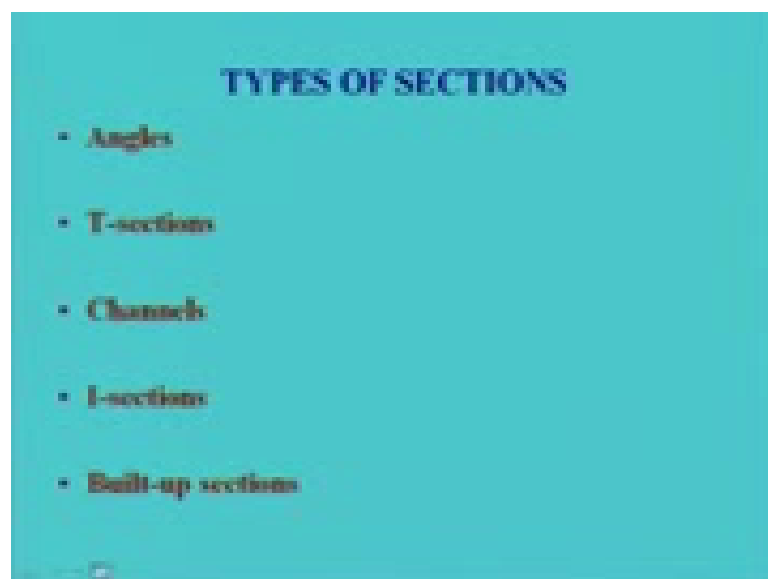 TYPES OF SECTIONS
• Angles
• T-sections
• Channels
• I-sections
• Built-up sections